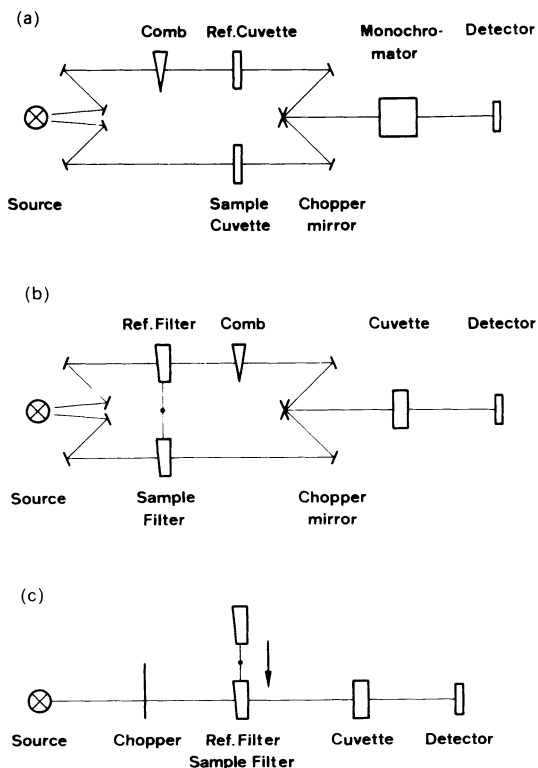 (a)
Comb Ref.Cuvette Monochro-
mator Detector
Source Sample
Cuvette Chopper
mirror
(b)
Ref.Filter Comb Cuvette Detector
Source Sample
Filter Chopper
mirror
(c)
Source Chopper Ref.Filter
Sample Filter Cuvette Detector